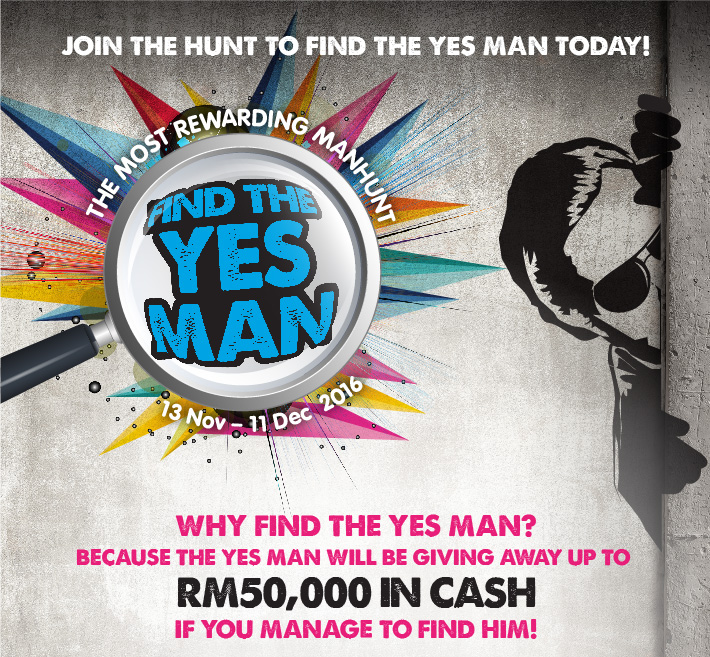 JOIN THE HUNT TO FIND THE YES MAN TODAY!
THE MOST REWARDING MANHUNT
FIND THE
YES
MAN
13 Nov – 11 Dec 2016
WHY FIND THE YES MAN?
BECAUSE THE YES MAN WILL BE GIVING AWAY UP TO
RM50,000 IN CASH
IF YOU MANAGE TO FIND HIM!